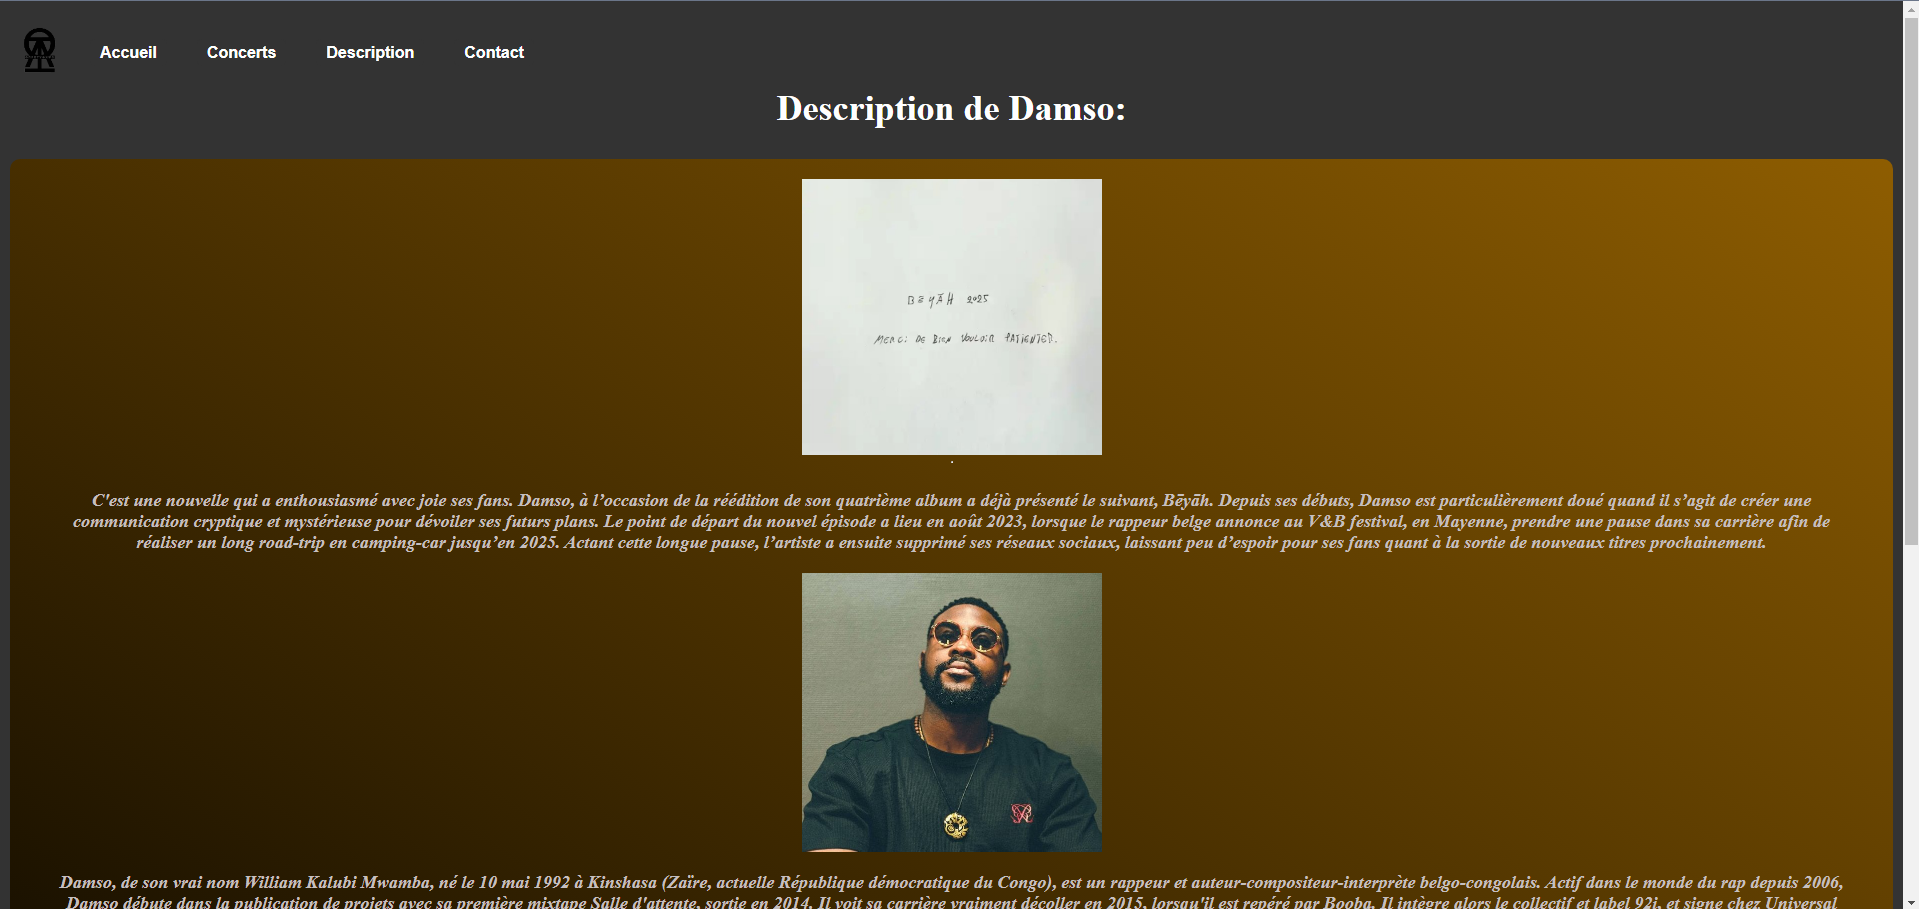 Accueil Concerts Description Contact
Description de Damso:
BĒYĀH 2025
MERCI DE BIEN VOULOIR PATIENTER.
.
C'est une nouvelle qui a enthousiasmé avec joie ses fans. Damso, à l’occasion de la réédition de son quatrième album a déjà présenté le suivant, Bēyāh. Depuis ses débuts, Damso est particulièrement doué quand il s’agit de créer une
communication cryptique et mystérieuse pour dévoiler ses futurs plans. Le point de départ du nouvel épisode a lieu en août 2023, lorsque le rappeur belge annonce au V&B festival, en Mayenne, prendre une pause dans sa carrière afin de
réaliser un long road-trip en camping-car jusqu’en 2025. Actant cette longue pause, l’artiste a ensuite supprimé ses réseaux sociaux, laissant peu d’espoir pour ses fans quant à la sortie de nouveaux titres prochainement.
Damso, de son vrai nom William Kalubi Mwamba, né le 10 mai 1992 à Kinshasa (Zaïre, actuelle République démocratique du Congo), est un rappeur et auteur-compositeur-interprète belgo-congolais. Actif dans le monde du rap depuis 2006,
Damso débute dans la publication de projets avec sa première mixtape Salle d'attente, sortie en 2014. Il voit sa carrière vraiment décoller en 2015, lorsqu'il est repéré par Booba. Il intègre alors le collectif et label 92i, et signe chez Universal